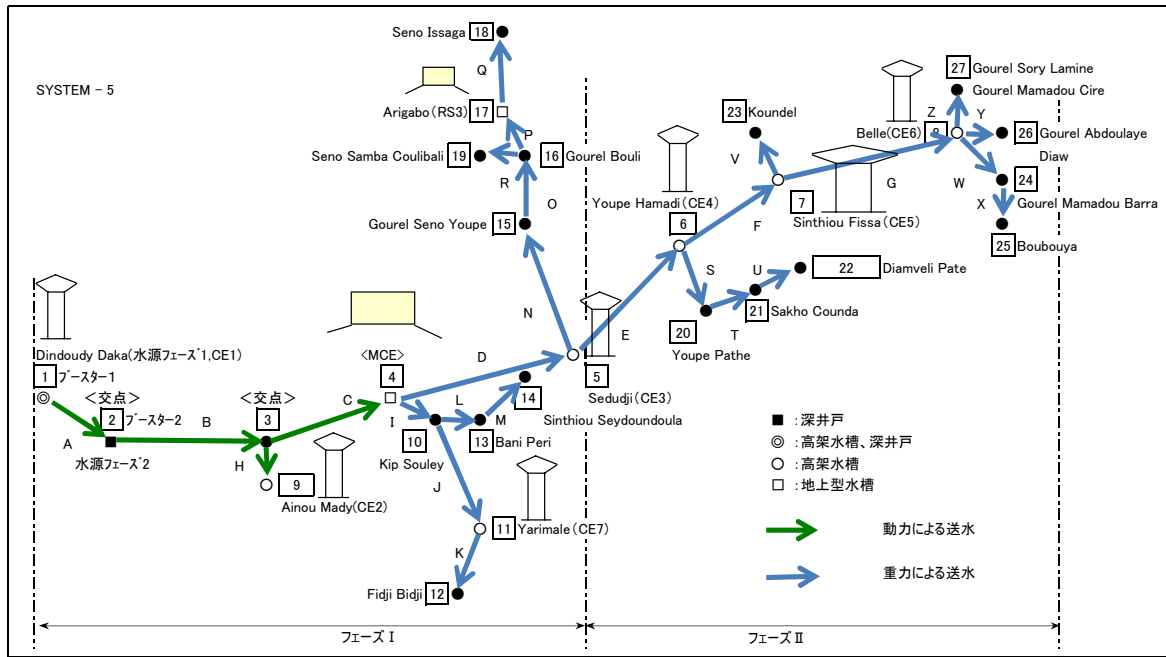 Seno Issaga 18
Q
SYSTEM - 5
Arigabo(RS3) 17
P
Seno Samba Coulibali 19
16 Gourel Bouli
R
O
Gourel Seno Youpe 15
N
27 Gourel Sory Lamine
Gourel Mamadou Cire
Z
Y
Belle(CE6) 8
26 Gourel Abdoulaye
Diaw
23 Koundel
V
G
W
24
Gourel Mamadou Barra
X
25 Boubouya
Youpe Hamadi(CE4)
6
F
7
Sinthiou Fissa(CE5)
S
U
22 Diamveli Pate
21 Sakho Counda
20
T
Youpe Pathe
E
Dindoudy Daka(水源フェーズ1,CE1)
1 ブースター1
<交点>
2 ブースター2
A
水源フェーズ2
B
<交点>
3
H
9
Ainou Mady(CE2)
C
<MCE>
4
D
5
Sedudji(CE3)
I
L
M
14
Sinthiou Seydoundoula
10
Kip Souley
13 Bani Peri
J
11 Yarimale(CE7)
K
Fidji Bidji 12
■ :深井戸
◎ :高架水槽、深井戸
○ :高架水槽
□ :地上型水槽
動力による送水
重力による送水
フェーズⅠ
フェーズⅡ